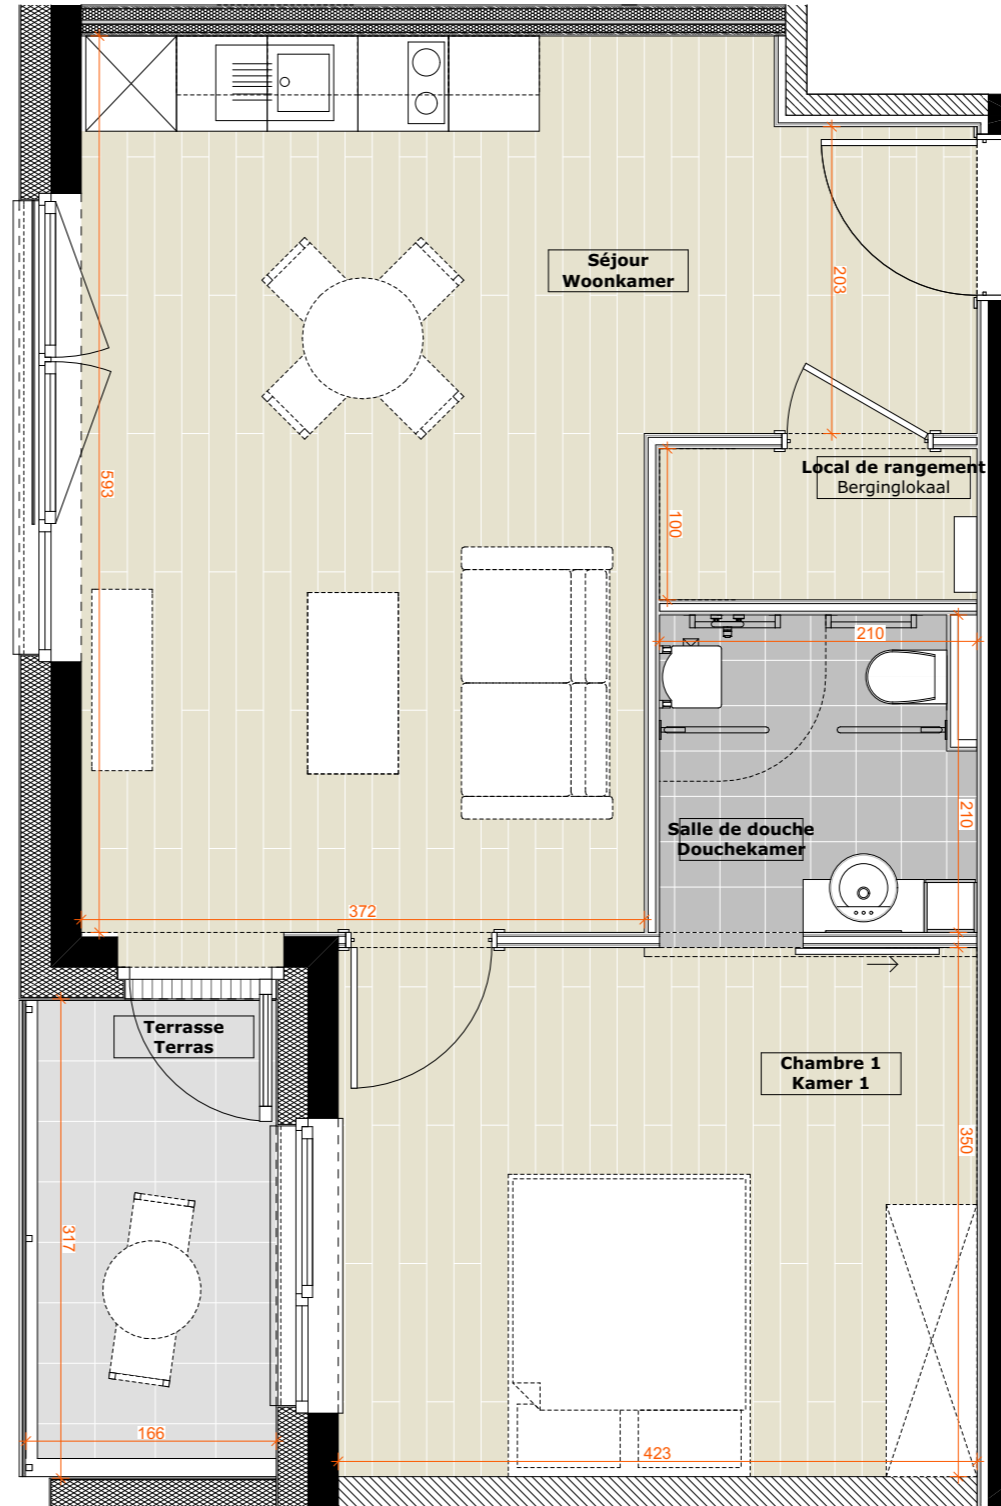 Séjour
Woonkamer
203
593
Local de rangement
Berginglokaal
100
210
210
Salle de douche
Douchekamer
372
Terrasse
Terras
Chambre 1
Kamer 1
350
317
166
423